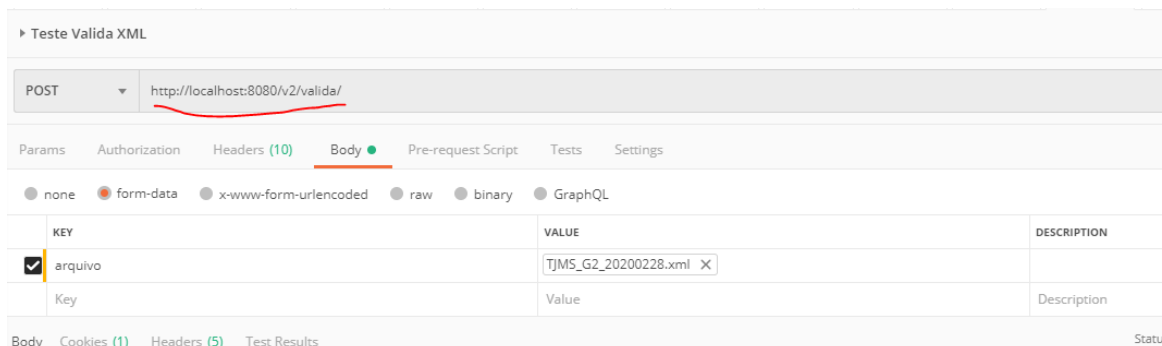 Teste Valida XML
POST http://localhost:8080/v2/valida/
Params Authorization Headers (10) Body Pre-request Script Tests Settings
none form-data x-www-form-urlencoded raw binary GraphQL
KEY VALUE DESCRIPTION
arquivo TJMS_G2_20200228.xml X
Key Value Description
Body Cookies (1) Headers (5) Test Results Statu